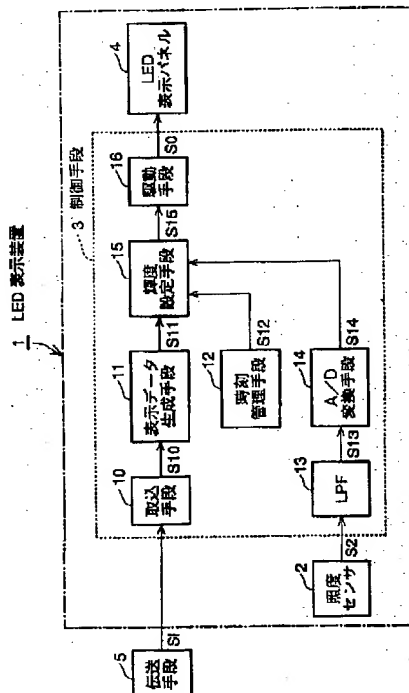 1 LED 表示装置
3 制御手段
5
伝送
手段
SI
10
取込
手段
S10
11
表示データ
生成手段
S11
15
輝度
設定手段
S15
16
駆動
手段
S0
4
LED
表示パネル
12
時刻
管理手段
S12
2
照度
センサ
S2
13
LPF
S13
14
A/D
変換手段
S14